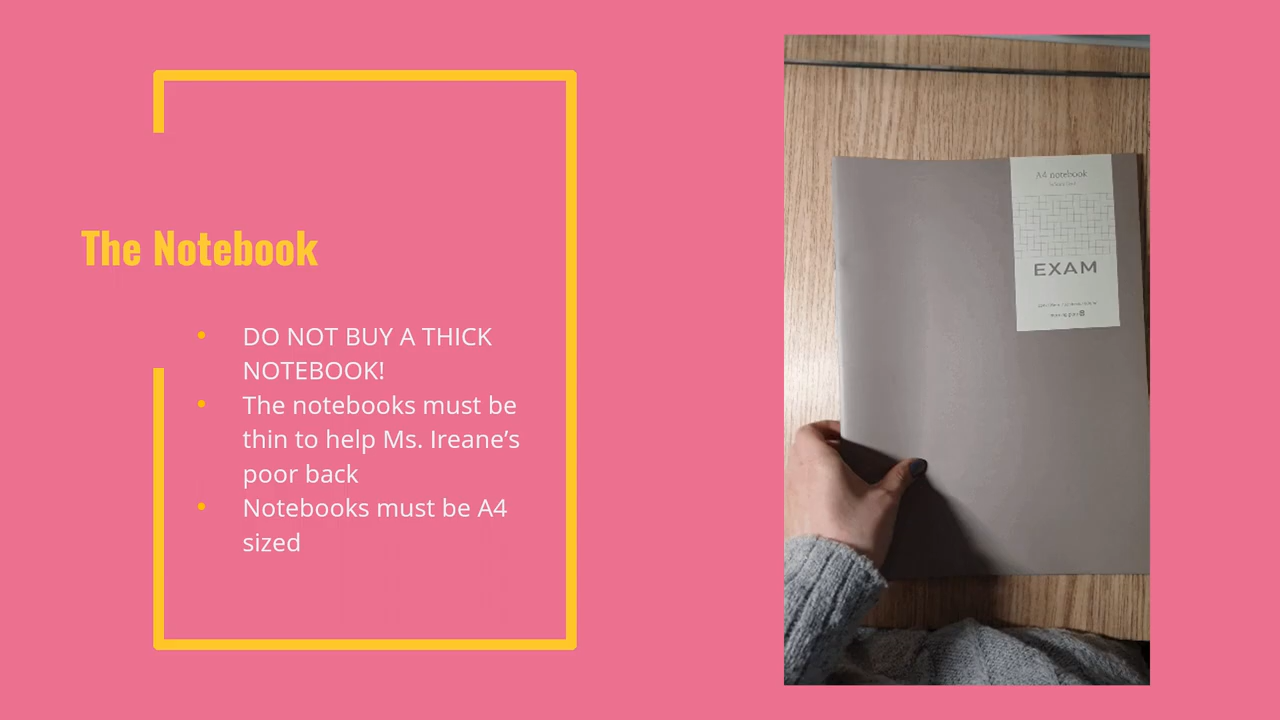 The Notebook
DO NOT BUY A THICK
NOTEBOOK!
The notebooks must be
thin to help Ms. Ireane’s
poor back
Notebooks must be A4
sized
A4 notebook
EXAM